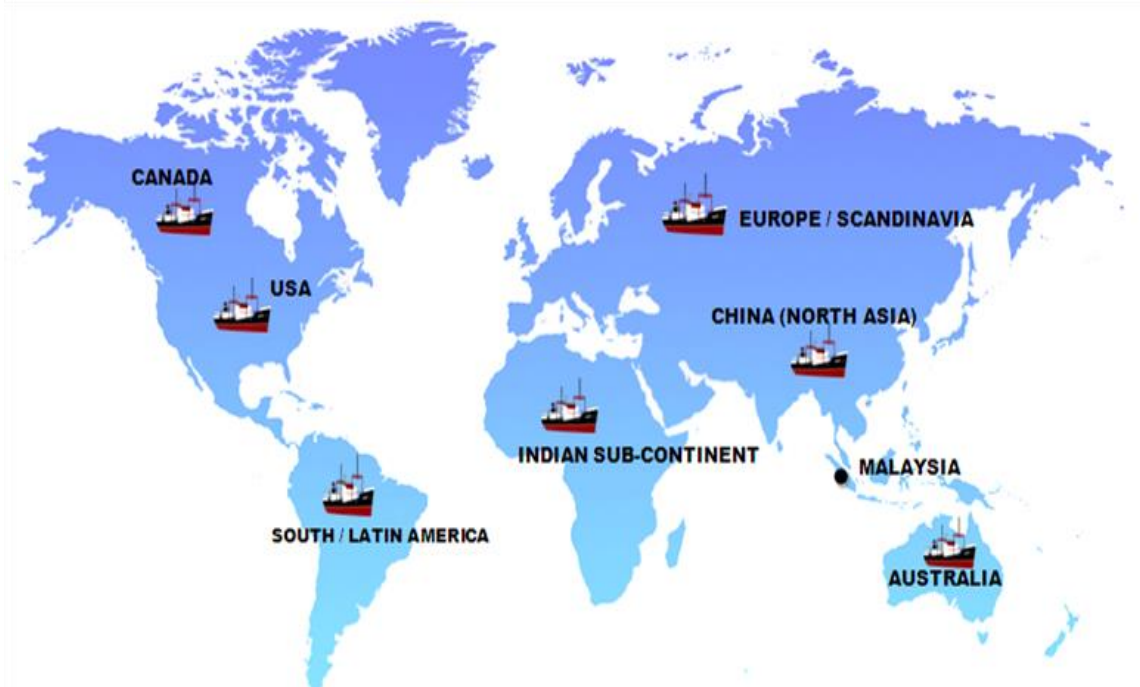 CANADA
EUROPE / SCANDINAVIA
USA
CHINA (NORTH ASIA)
INDIAN SUB-CONTINENT
MALAYSIA
SOUTH / LATIN AMERICA
AUSTRALIA